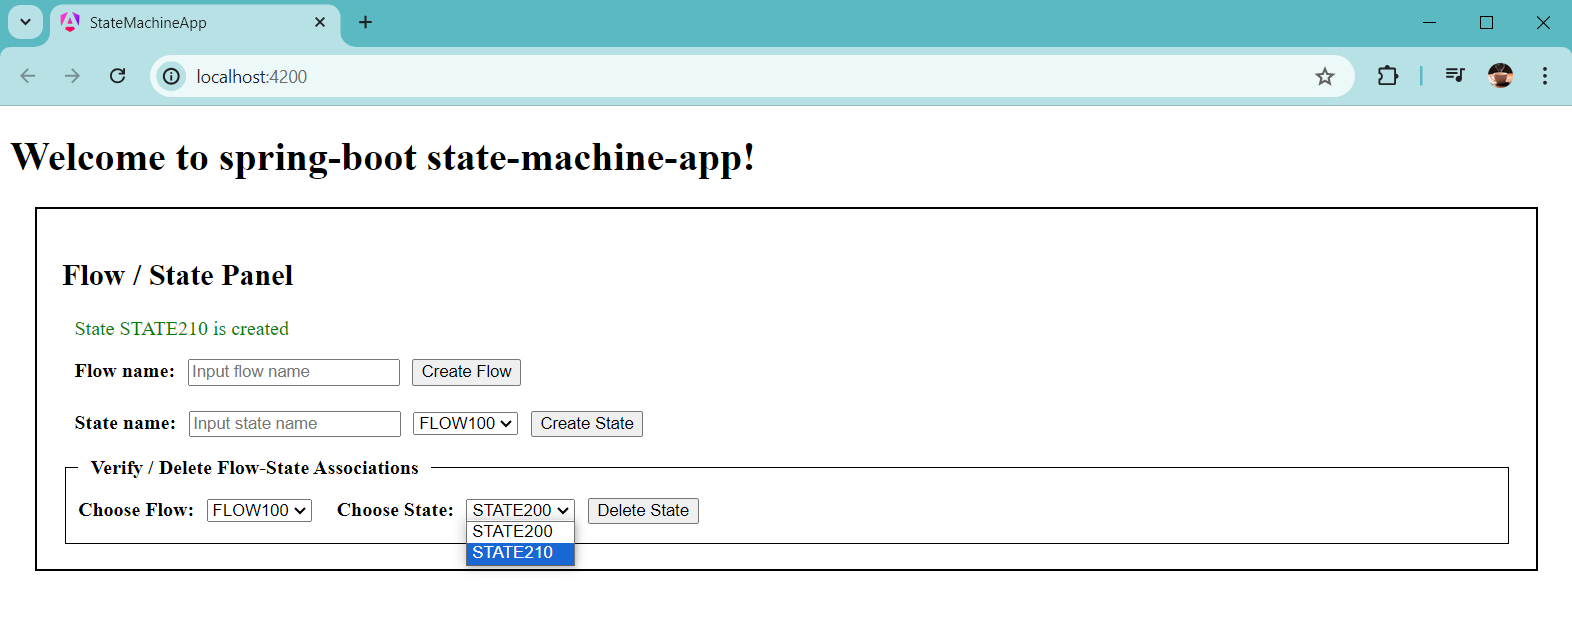 StateMachineApp
localhost:4200
Welcome to spring-boot state-machine-app!
Flow / State Panel
State STATE210 is created
Flow name: Input flow name Create Flow
State name: Input state name FLOW100 Create State
Verify / Delete Flow-State Associations
Choose Flow: FLOW100 Choose State: STATE200 Delete State
STATE200
STATE210